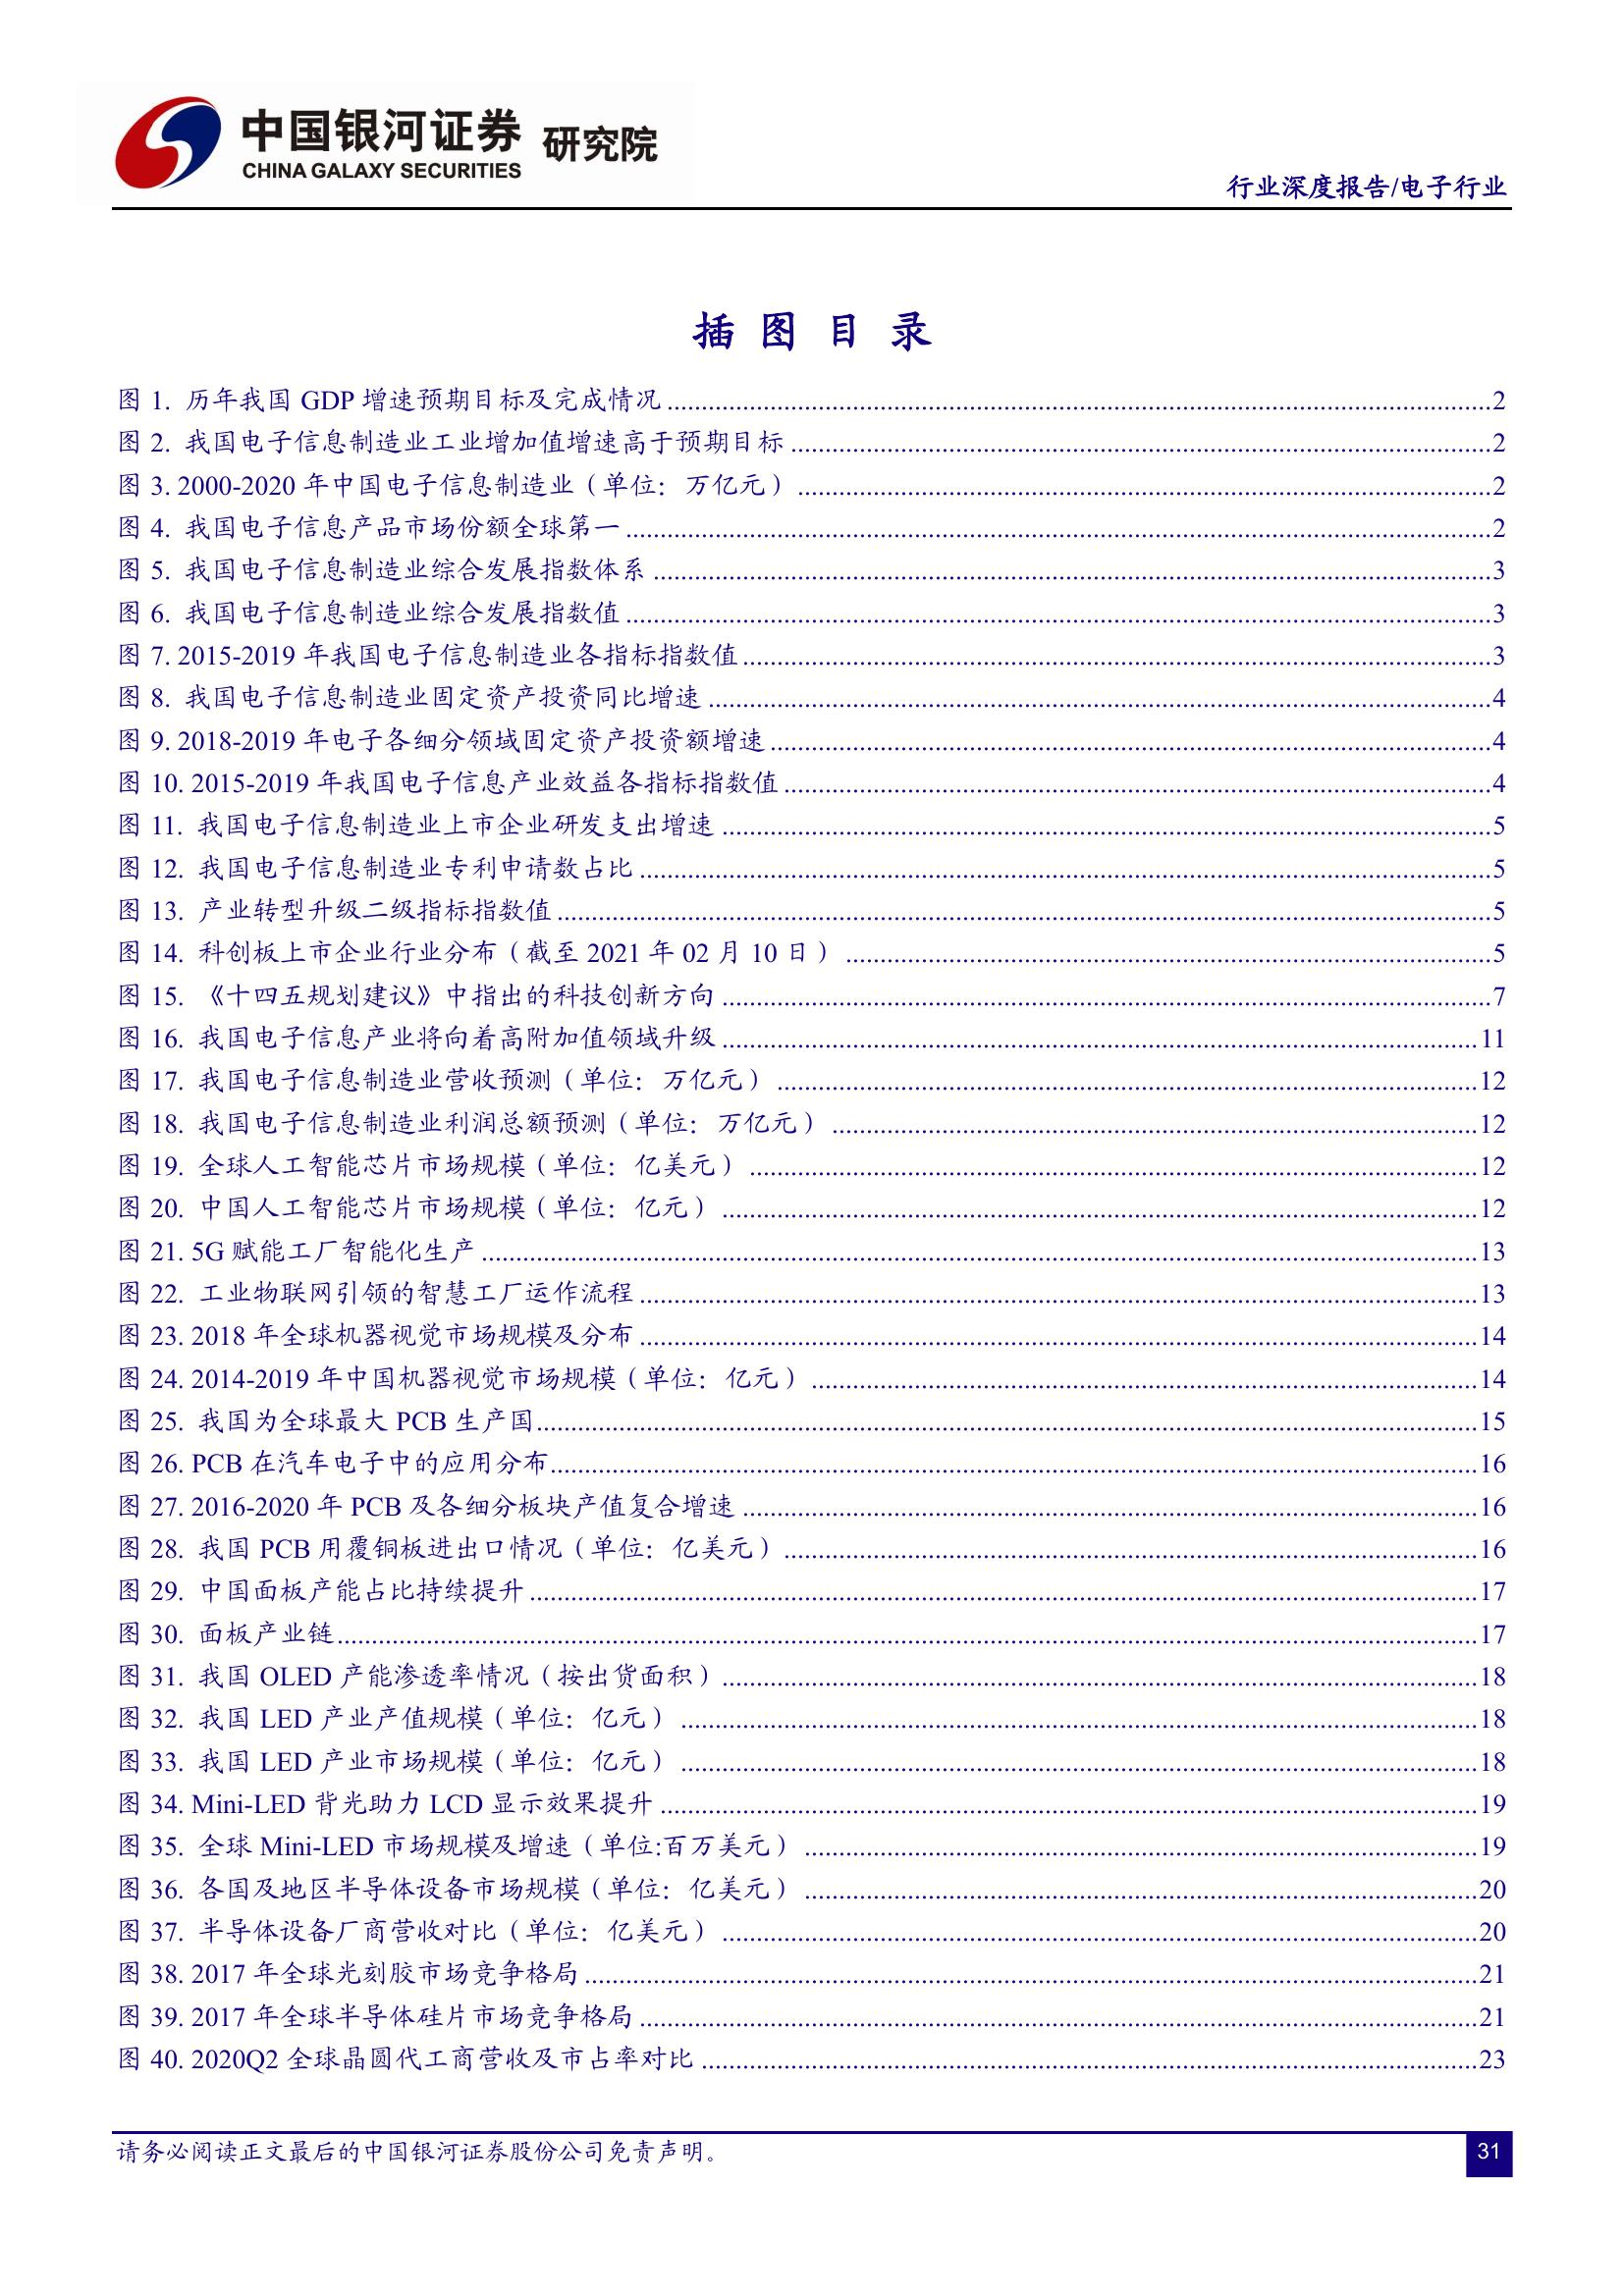 中国银河证券 研究院
CHINA GALAXY SECURITIES
行业深度报告/电子行业
插 图 目 录
图 1. 历年我国 GDP 增速预期目标及完成情况 ........ 2
图 2. 我国电子信息制造业工业增加值增速高于预期目标 ........ 2
图 3. 2000-2020 年中国电子信息制造业（单位：万亿元） ........ 2
图 4. 我国电子信息产品市场份额全球第一 ........ 2
图 5. 我国电子信息制造业综合发展指数体系 ........ 3
图 6. 我国电子信息制造业综合发展指数值 ........ 3
图 7. 2015-2019 年我国电子信息制造业各指标指数值 ........ 3
图 8. 我国电子信息制造业固定资产投资同比增速 ........ 4
图 9. 2018-2019 年电子各细分领域固定资产投资额增速 ........ 4
图 10. 2015-2019 年我国电子信息产业效益各指标指数值 ........ 4
图 11. 我国电子信息制造业上市企业研发支出增速 ........ 5
图 12. 我国电子信息制造业专利申请数占比 ........ 5
图 13. 产业转型升级二级指标指数值 ........ 5
图 14. 科创板上市企业行业分布（截至 2021 年 02 月 10 日） ........ 5
图 15. 《十四五规划建议》中指出的科技创新方向 ........ 7
图 16. 我国电子信息产业将向着高附加值领域升级 ........ 11
图 17. 我国电子信息制造业营收预测（单位：万亿元） ........ 12
图 18. 我国电子信息制造业利润总额预测（单位：万亿元） ........ 12
图 19. 全球人工智能芯片市场规模（单位：亿美元） ........ 12
图 20. 中国人工智能芯片市场规模（单位：亿元） ........ 12
图 21. 5G 赋能工厂智能化生产 ........ 13
图 22. 工业物联网引领的智慧工厂运作流程 ........ 13
图 23. 2018 年全球机器视觉市场规模及分布 ........ 14
图 24. 2014-2019 年中国机器视觉市场规模（单位：亿元） ........ 14
图 25. 我国为全球最大 PCB 生产国 ........ 15
图 26. PCB 在汽车电子中的应用分布 ........ 16
图 27. 2016-2020 年 PCB 及各细分板块产值复合增速 ........ 16
图 28. 我国 PCB 用覆铜板进出口情况（单位：亿美元） ........ 16
图 29. 中国面板产能占比持续提升 ........ 17
图 30. 面板产业链 ........ 17
图 31. 我国 OLED 产能渗透率情况（按出货面积） ........ 18
图 32. 我国 LED 产业产值规模（单位：亿元） ........ 18
图 33. 我国 LED 产业市场规模（单位：亿元） ........ 18
图 34. Mini-LED 背光助力 LCD 显示效果提升 ........ 19
图 35. 全球 Mini-LED 市场规模及增速（单位:百万美元） ........ 19
图 36. 各国及地区半导体设备市场规模（单位：亿美元） ........ 20
图 37. 半导体设备厂商营收对比（单位：亿美元） ........ 20
图 38. 2017 年全球光刻胶市场竞争格局 ........ 21
图 39. 2017 年全球半导体硅片市场竞争格局 ........ 21
图 40. 2020Q2 全球晶圆代工商营收及市占率对比 ........ 23
请务必阅读正文最后的中国银河证券股份公司免责声明。
31